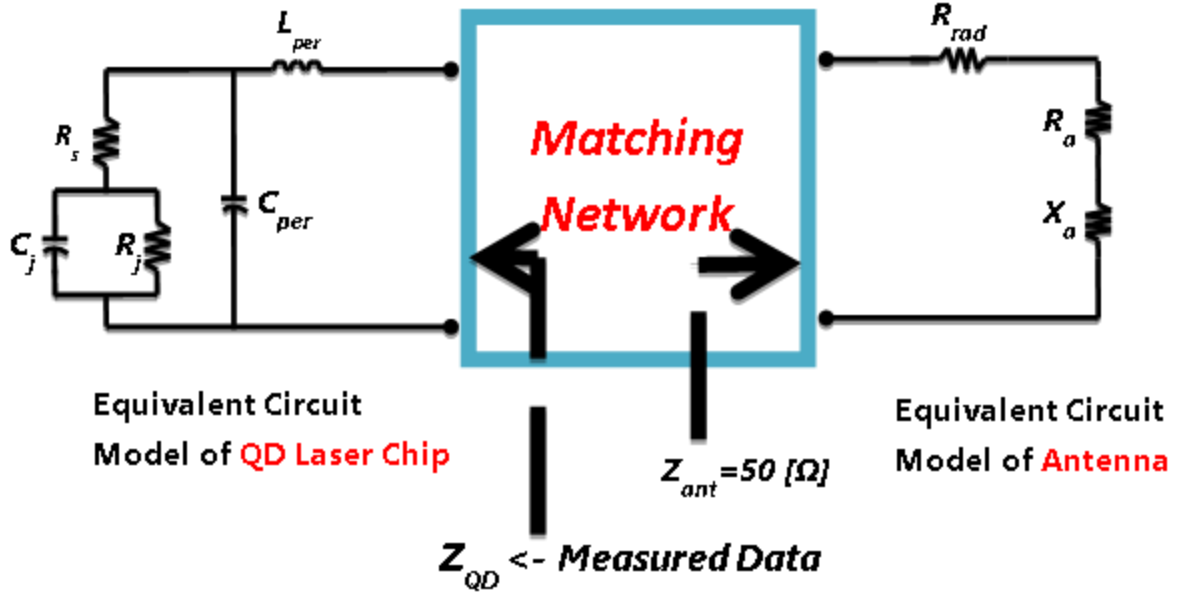 L_per
R_rad
Matching
Network
R_s
C_per
C_j
R_j
R_a
X_a
Equivalent Circuit
Model of QD Laser Chip
Z_ant=50 [Ω]
Equivalent Circuit
Model of Antenna
Z_QD <- Measured Data